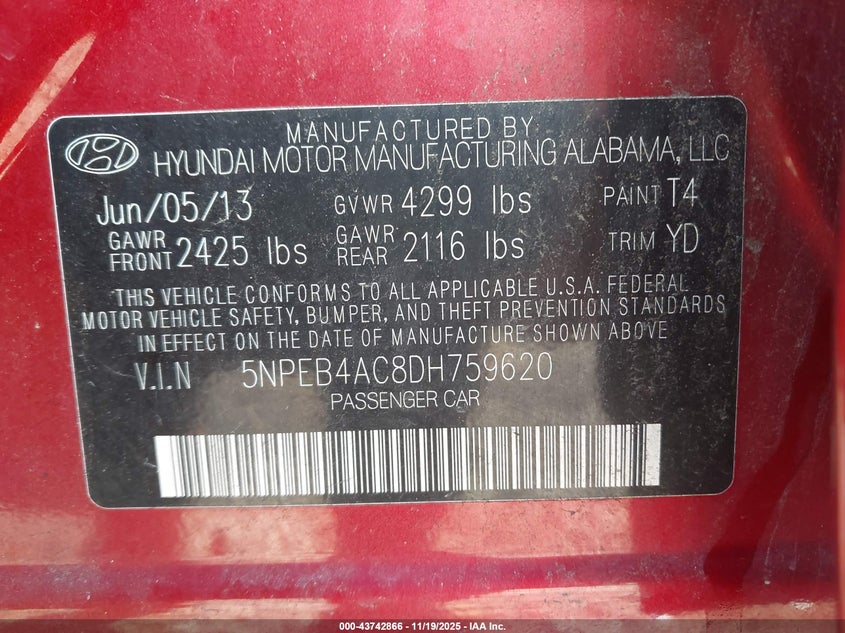 MANUFACTURED BY
HYUNDAI MOTOR MANUFACTURING ALABAMA, LLC
Jun/05/13 GVWR 4299 lbs PAINT T4
GAWR FRONT 2425 lbs GAWR REAR 2116 lbs TRIM YD
THIS VEHICLE CONFORMS TO ALL APPLICABLE U.S.A. FEDERAL
MOTOR VEHICLE SAFETY, BUMPER, AND THEFT PREVENTION STANDARDS
IN EFFECT ON THE DATE OF MANUFACTURE SHOWN ABOVE
V.I.N 5NPEB4AC8DH759620
PASSENGER CAR
000-43742866 - 11/19/2025 - IAA Inc.